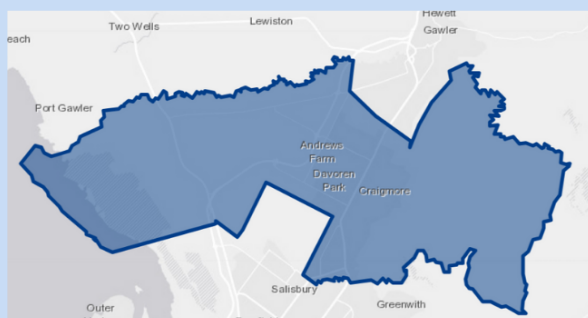 Hewett
Lewiston
Two Wells
Gawler
each
Port Gawler
Andrews
Farm
Davoren
Park
Craigmore
Salisbury
Outer
Greenwith